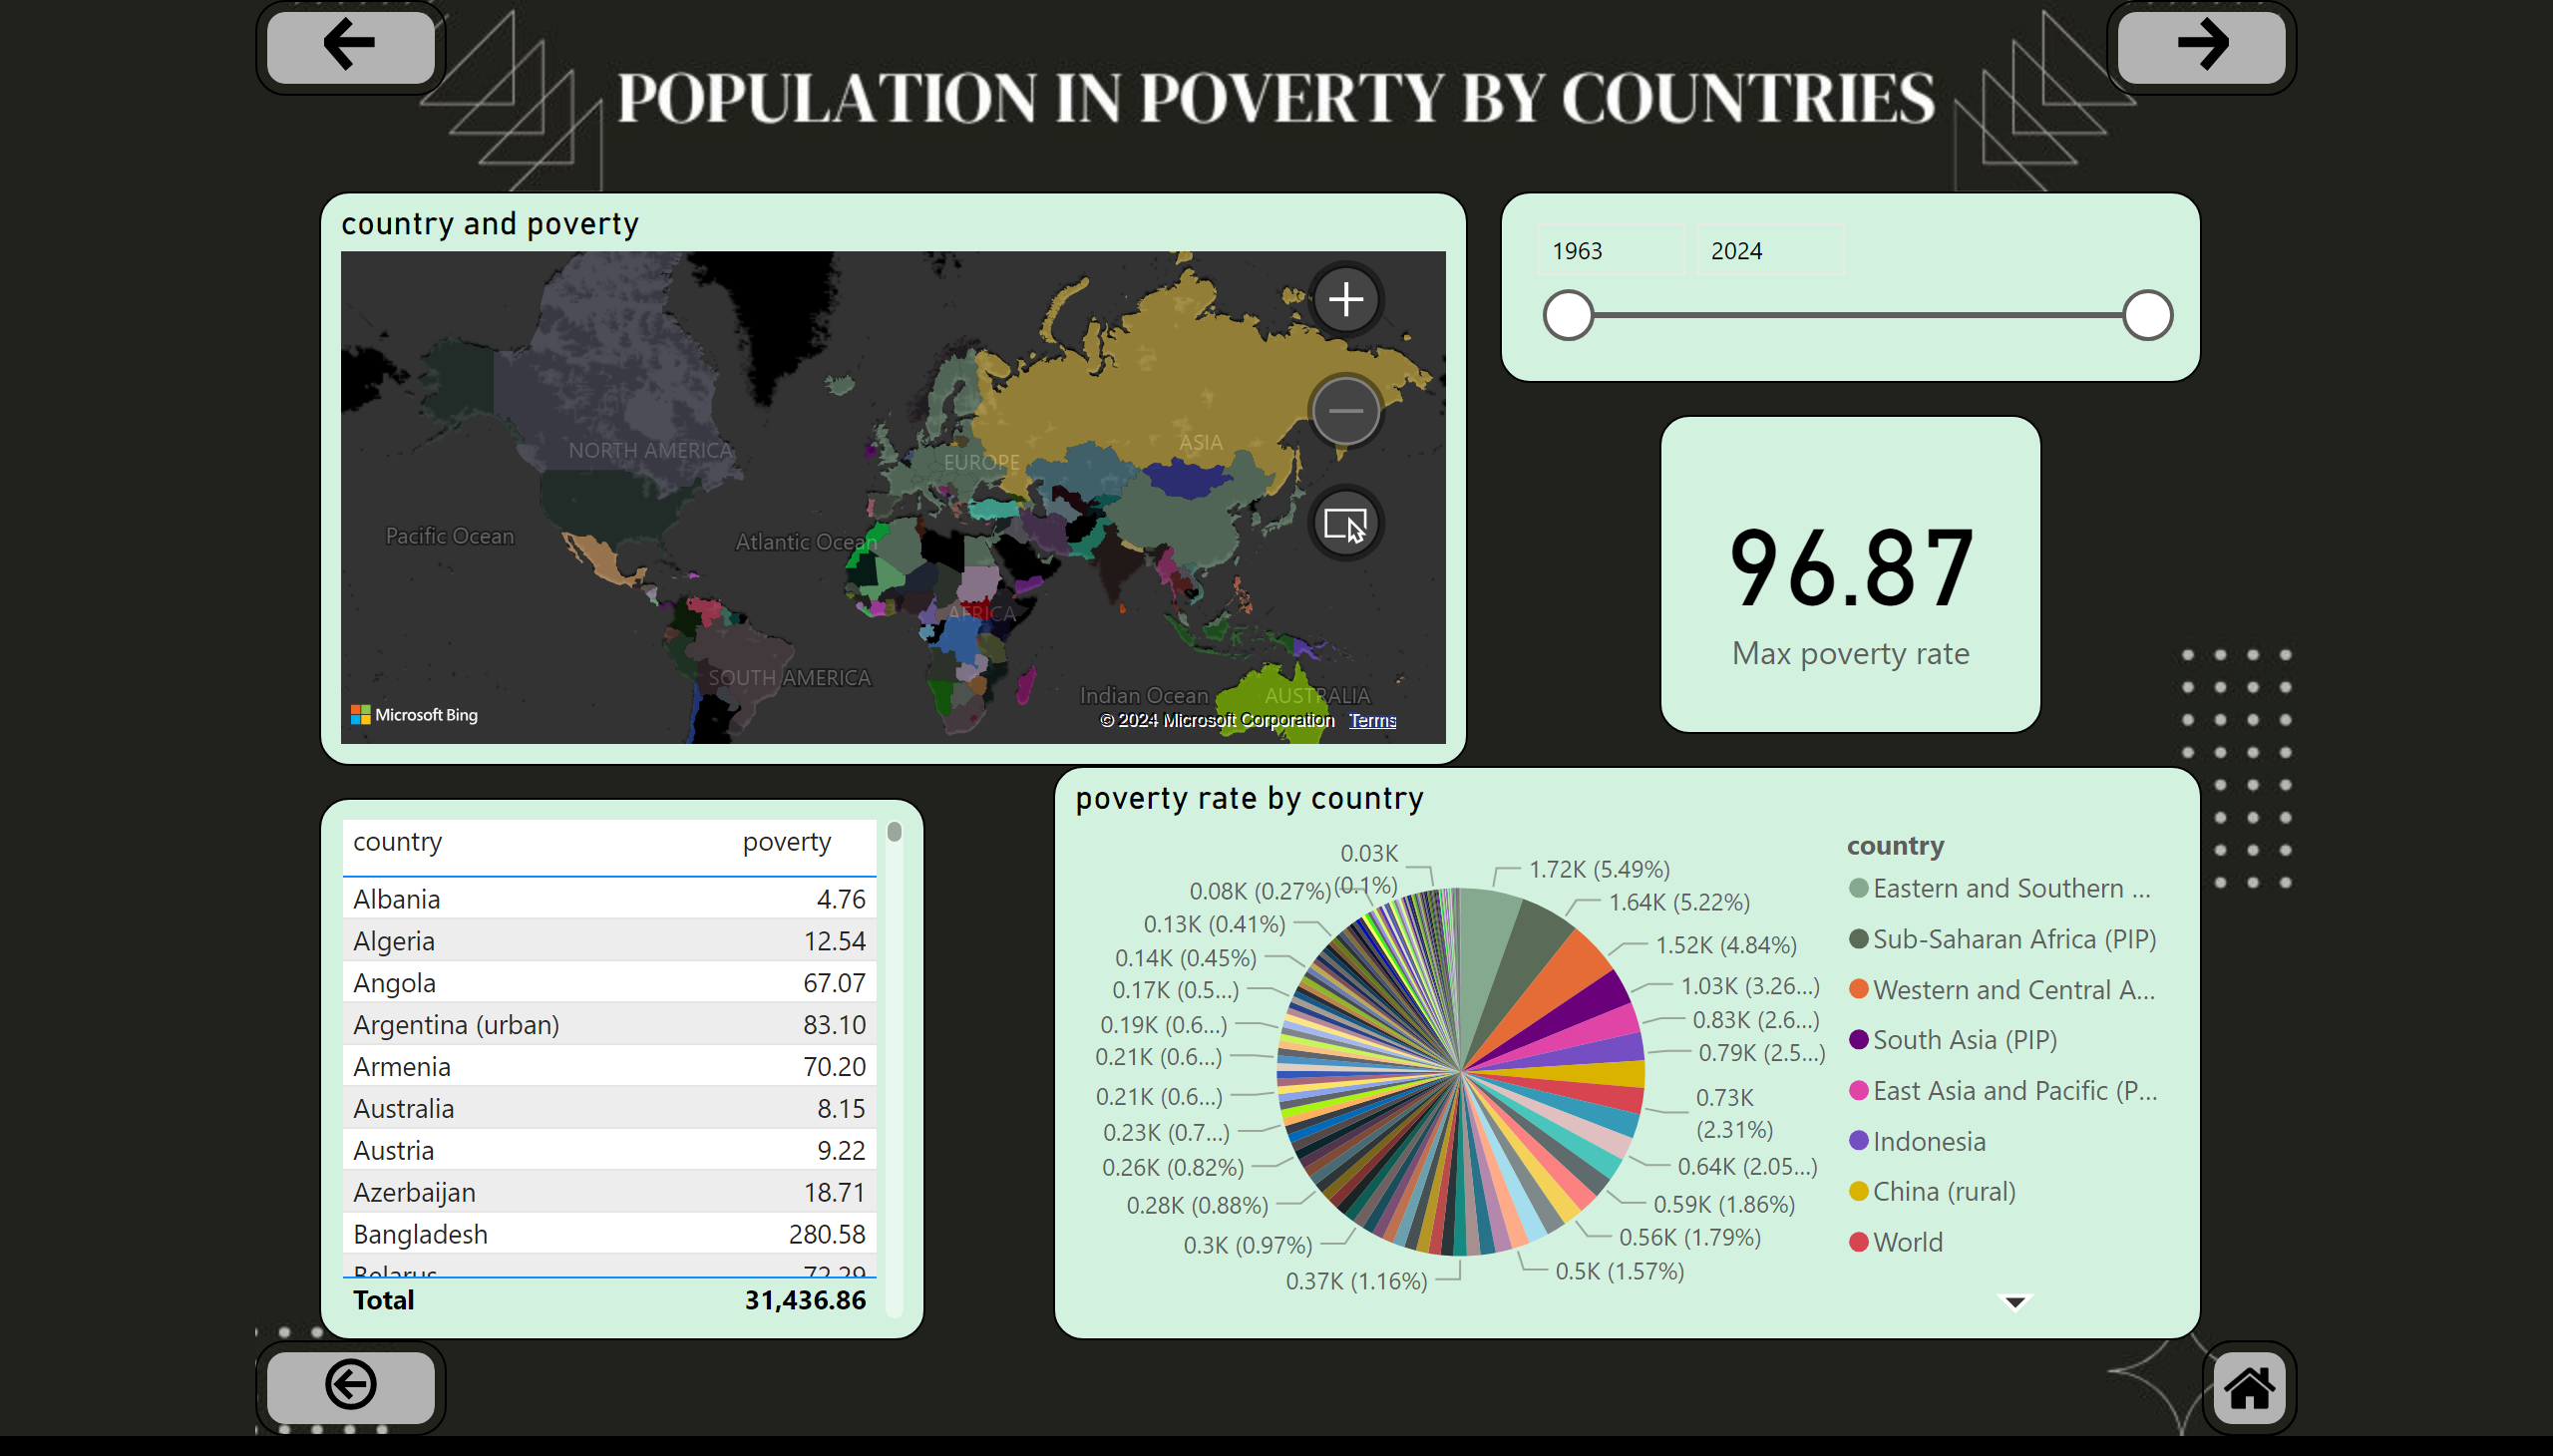 POPULATION IN POVERTY BY COUNTRIES
country and poverty
NORTH AMERICA
EUROPE
ASIA
Pacific Ocean
Atlantic Ocean
AFRICA
SOUTH AMERICA
Indian Ocean
AUSTRALIA
Microsoft Bing
© 2024 Microsoft Corporation Terms
1963 2024
96.87
Max poverty rate
country poverty
Albania 4.76
Algeria 12.54
Angola 67.07
Argentina (urban) 83.10
Armenia 70.20
Australia 8.15
Austria 9.22
Azerbaijan 18.71
Bangladesh 280.58
Belarus 72.29
Total 31,436.86
poverty rate by country
0.03K
(0.1%)
0.08K (0.27%)
0.13K (0.41%)
0.14K (0.45%)
0.17K (0.5...)
0.19K (0.6...)
0.21K (0.6...)
0.21K (0.6...)
0.23K (0.7...)
0.26K (0.82%)
0.28K (0.88%)
0.3K (0.97%)
0.37K (1.16%)
1.72K (5.49%)
1.64K (5.22%)
1.52K (4.84%)
1.03K (3.26...)
0.83K (2.6...)
0.79K (2.5...)
0.73K
(2.31%)
0.64K (2.05...)
0.59K (1.86%)
0.56K (1.79%)
0.5K (1.57%)
country
Eastern and Southern ...
Sub-Saharan Africa (PIP)
Western and Central A...
South Asia (PIP)
East Asia and Pacific (P...
Indonesia
China (rural)
World